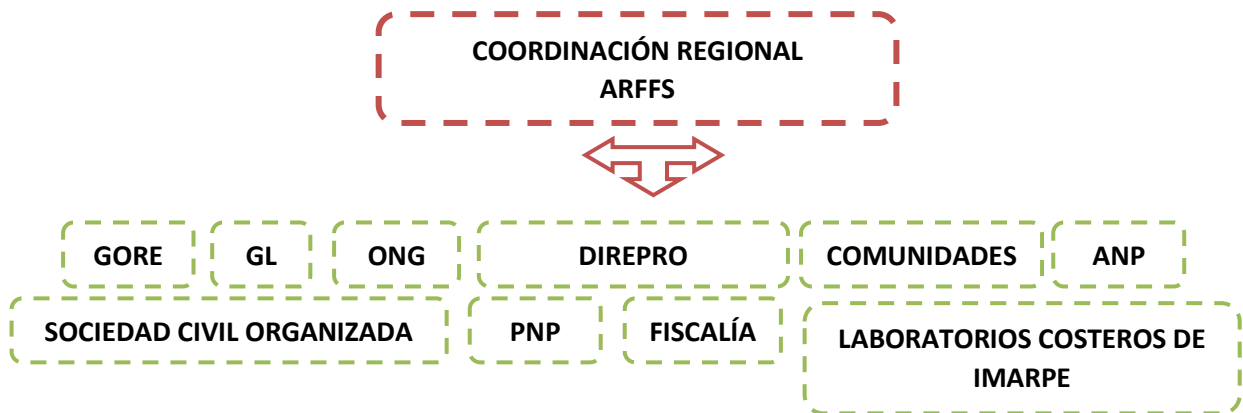 COORDINACIÓN REGIONAL
ARFFS
GORE
GL
ONG
DIREPRO
COMUNIDADES
ANP
SOCIEDAD CIVIL ORGANIZADA
PNP
FISCALÍA
LABORATORIOS COSTEROS DE
IMARPE